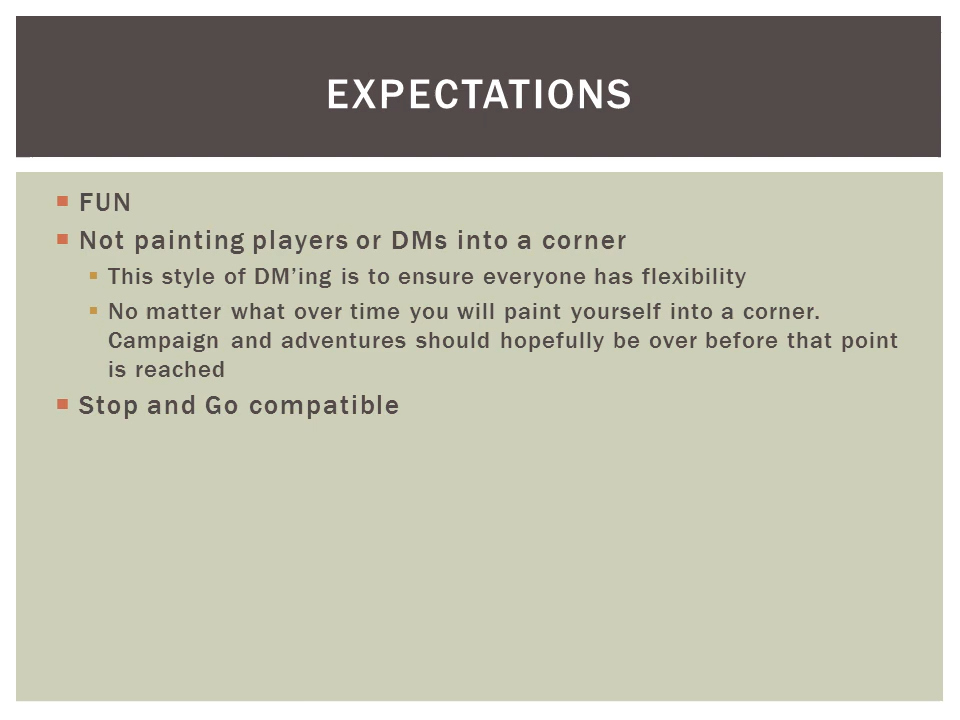 EXPECTATIONS
FUN
Not painting players or DMs into a corner
This style of DM’ing is to ensure everyone has flexibility
No matter what over time you will paint yourself into a corner.
Campaign and adventures should hopefully be over before that point
is reached
Stop and Go compatible